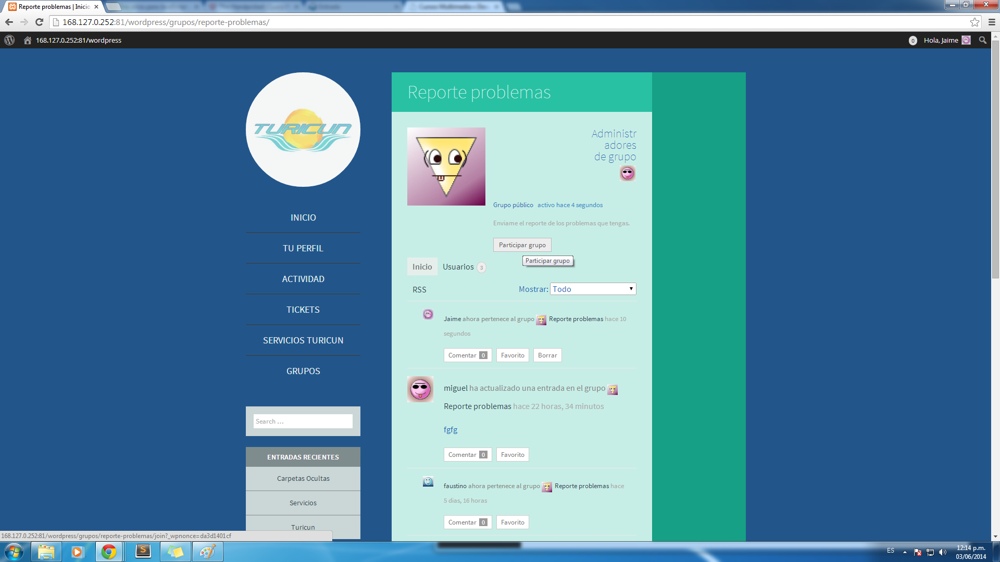 Reporte problemas | Inicio
168.127.0.252:81/wordpress/grupos/reporte-problemas/
168.127.0.252:81/wordpress
0 Hola, Jaime
TURICUN
INICIO
TU PERFIL
ACTIVIDAD
TICKETS
SERVICIOS TURICUN
GRUPOS
Search ...
ENTRADAS RECIENTES
Carpetas Ocultas
Servicios
Turicun
Reporte problemas
Administr
adores
de grupo
Grupo público activo hace 4 segundos
Enviame el reporte de los problemas que tengas.
Participar grupo
Participar grupo
Inicio Usuarios 3
RSS Mostrar: Todo
Jaime ahora pertenece al grupo Reporte problemas hace 10
segundos
Comentar 0 Favorito Borrar
miguel ha actualizado una entrada en el grupo
Reporte problemas hace 22 horas, 34 minutos
fgfg
Comentar 0 Favorito
faustino ahora pertenece al grupo Reporte problemas hace
5 dias, 16 horas
Comentar 0 Favorito
168.127.0.252:81/wordpress/grupos/reporte-problemas/join?_wpnonce=da3d1401cf
ES 12:14 p.m.
03/06/2014